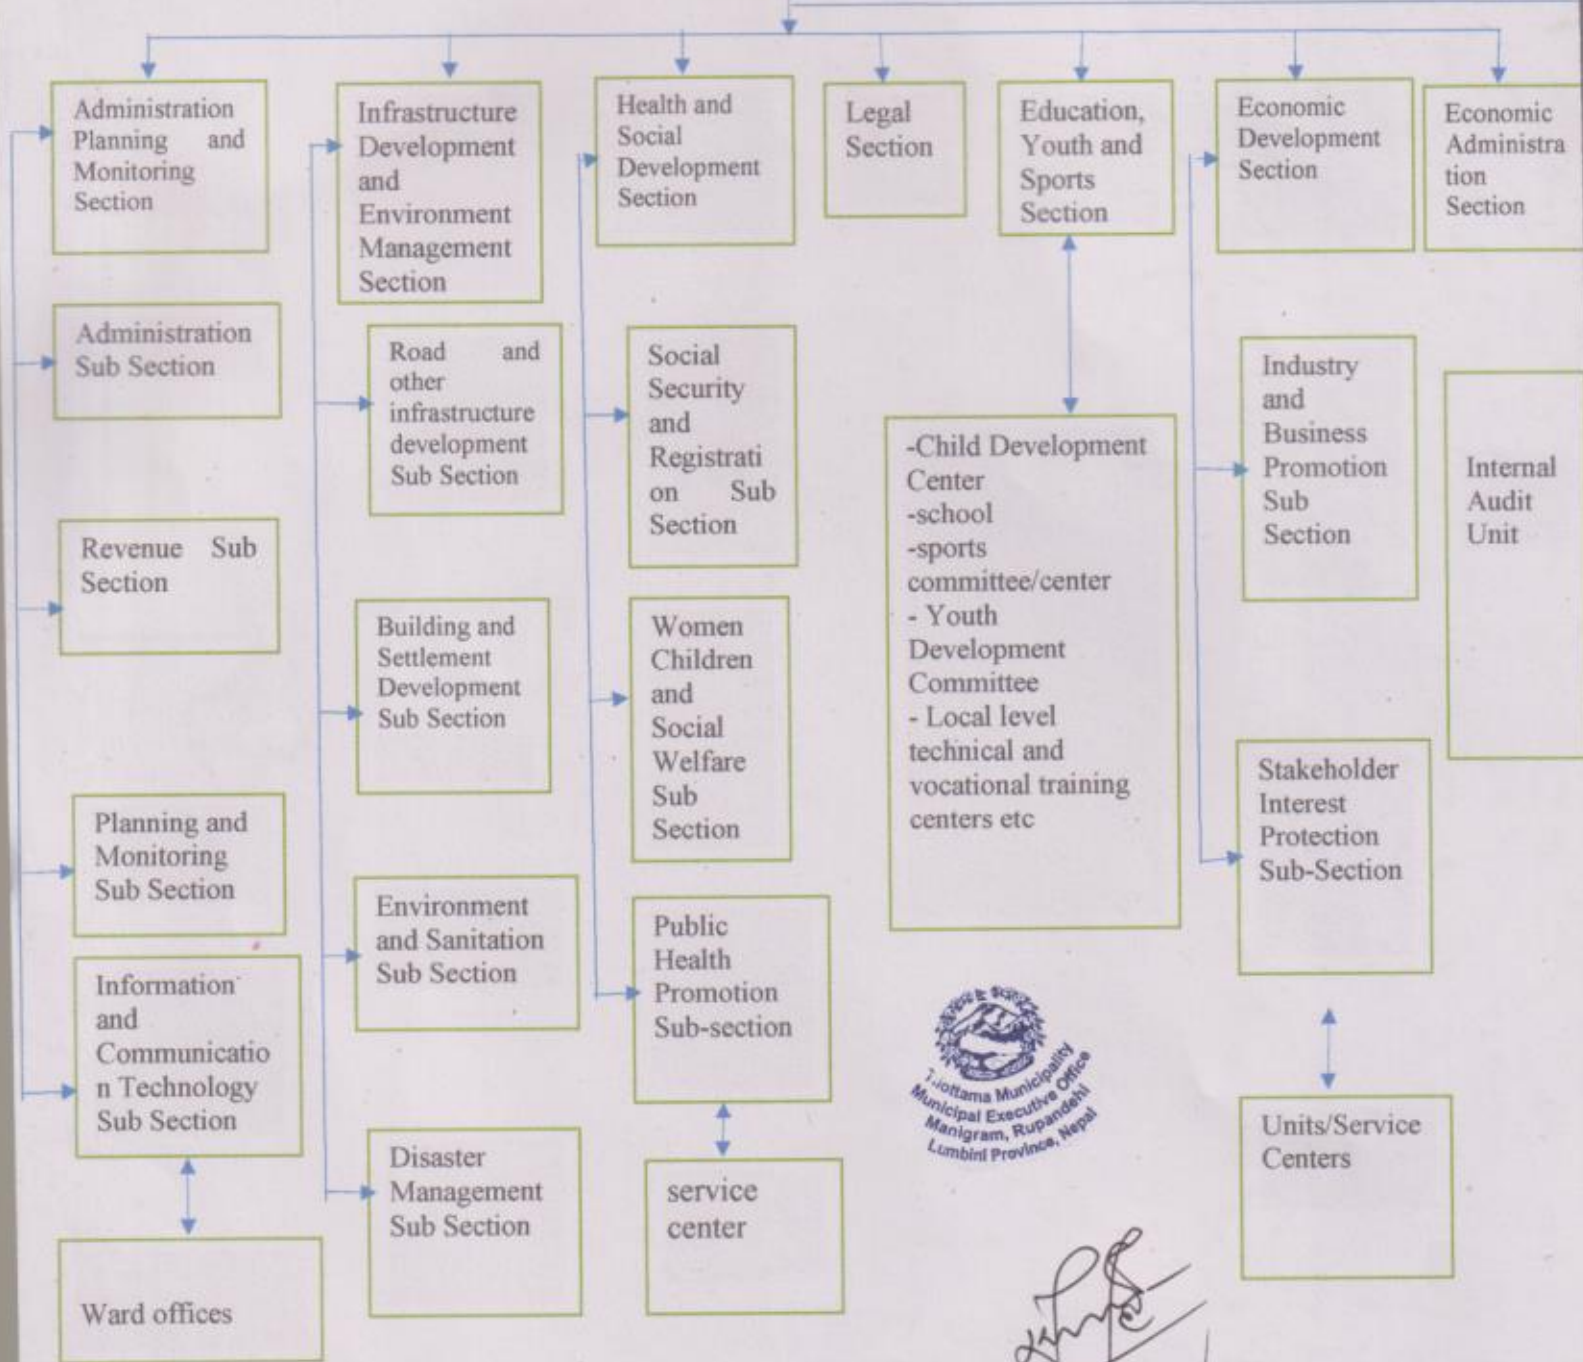 Administration
Planning and
Monitoring
Section
Administration
Sub Section
Revenue Sub
Section
Planning and
Monitoring
Sub Section
Information
and
Communicatio
n Technology
Sub Section
Ward offices
Infrastructure
Development
and
Environment
Management
Section
Road and
other
infrastructure
development
Sub Section
Building and
Settlement
Development
Sub Section
Environment
and Sanitation
Sub Section
Disaster
Management
Sub Section
Health and
Social
Development
Section
Social
Security
and
Registrati
on Sub
Section
Women
Children
and
Social
Welfare
Sub
Section
Public
Health
Promotion
Sub-section
service
center
Legal
Section
Education,
Youth and
Sports
Section
-Child Development
Center
-school
-sports
committee/center
- Youth
Development
Committee
- Local level
technical and
vocational training
centers etc
Municipality
Municipal Executive Office
Manigram, Rupandehi
Lumbini Province, Nepal
Economic
Development
Section
Industry
and
Business
Promotion
Sub
Section
Stakeholder
Interest
Protection
Sub-Section
Units/Service
Centers
Economic
Administra
tion
Section
Internal
Audit
Unit